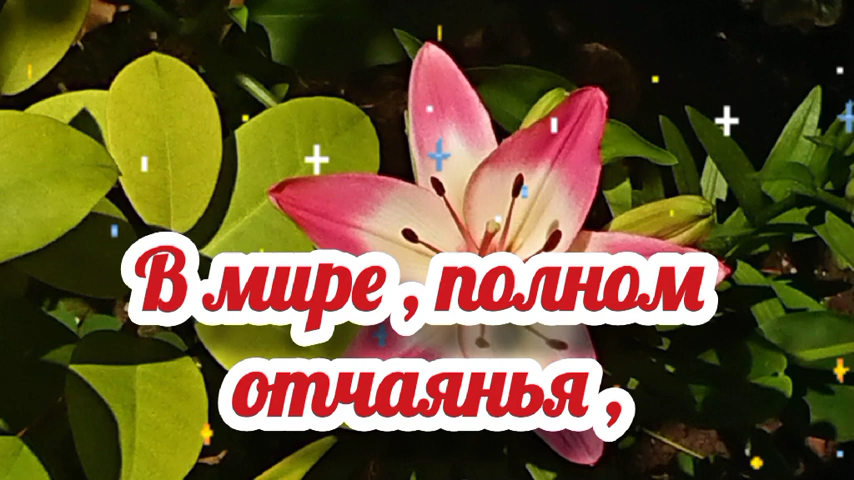 В мире , полном
отчаянья ,